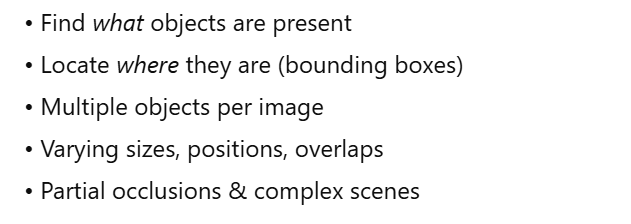 • Find what objects are present
• Locate where they are (bounding boxes)
• Multiple objects per image
• Varying sizes, positions, overlaps
• Partial occlusions & complex scenes